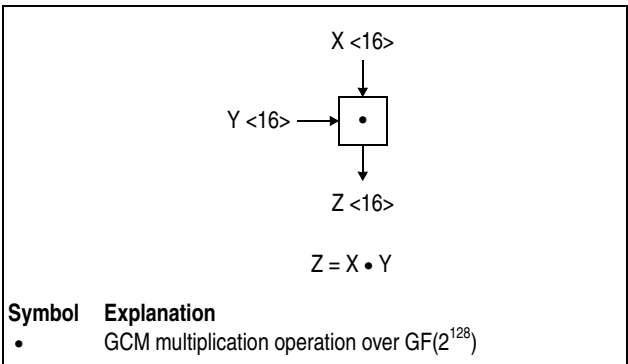 X <16>
Y <16>
•
Z <16>
Z = X • Y
Symbol Explanation
• GCM multiplication operation over GF(2^128)